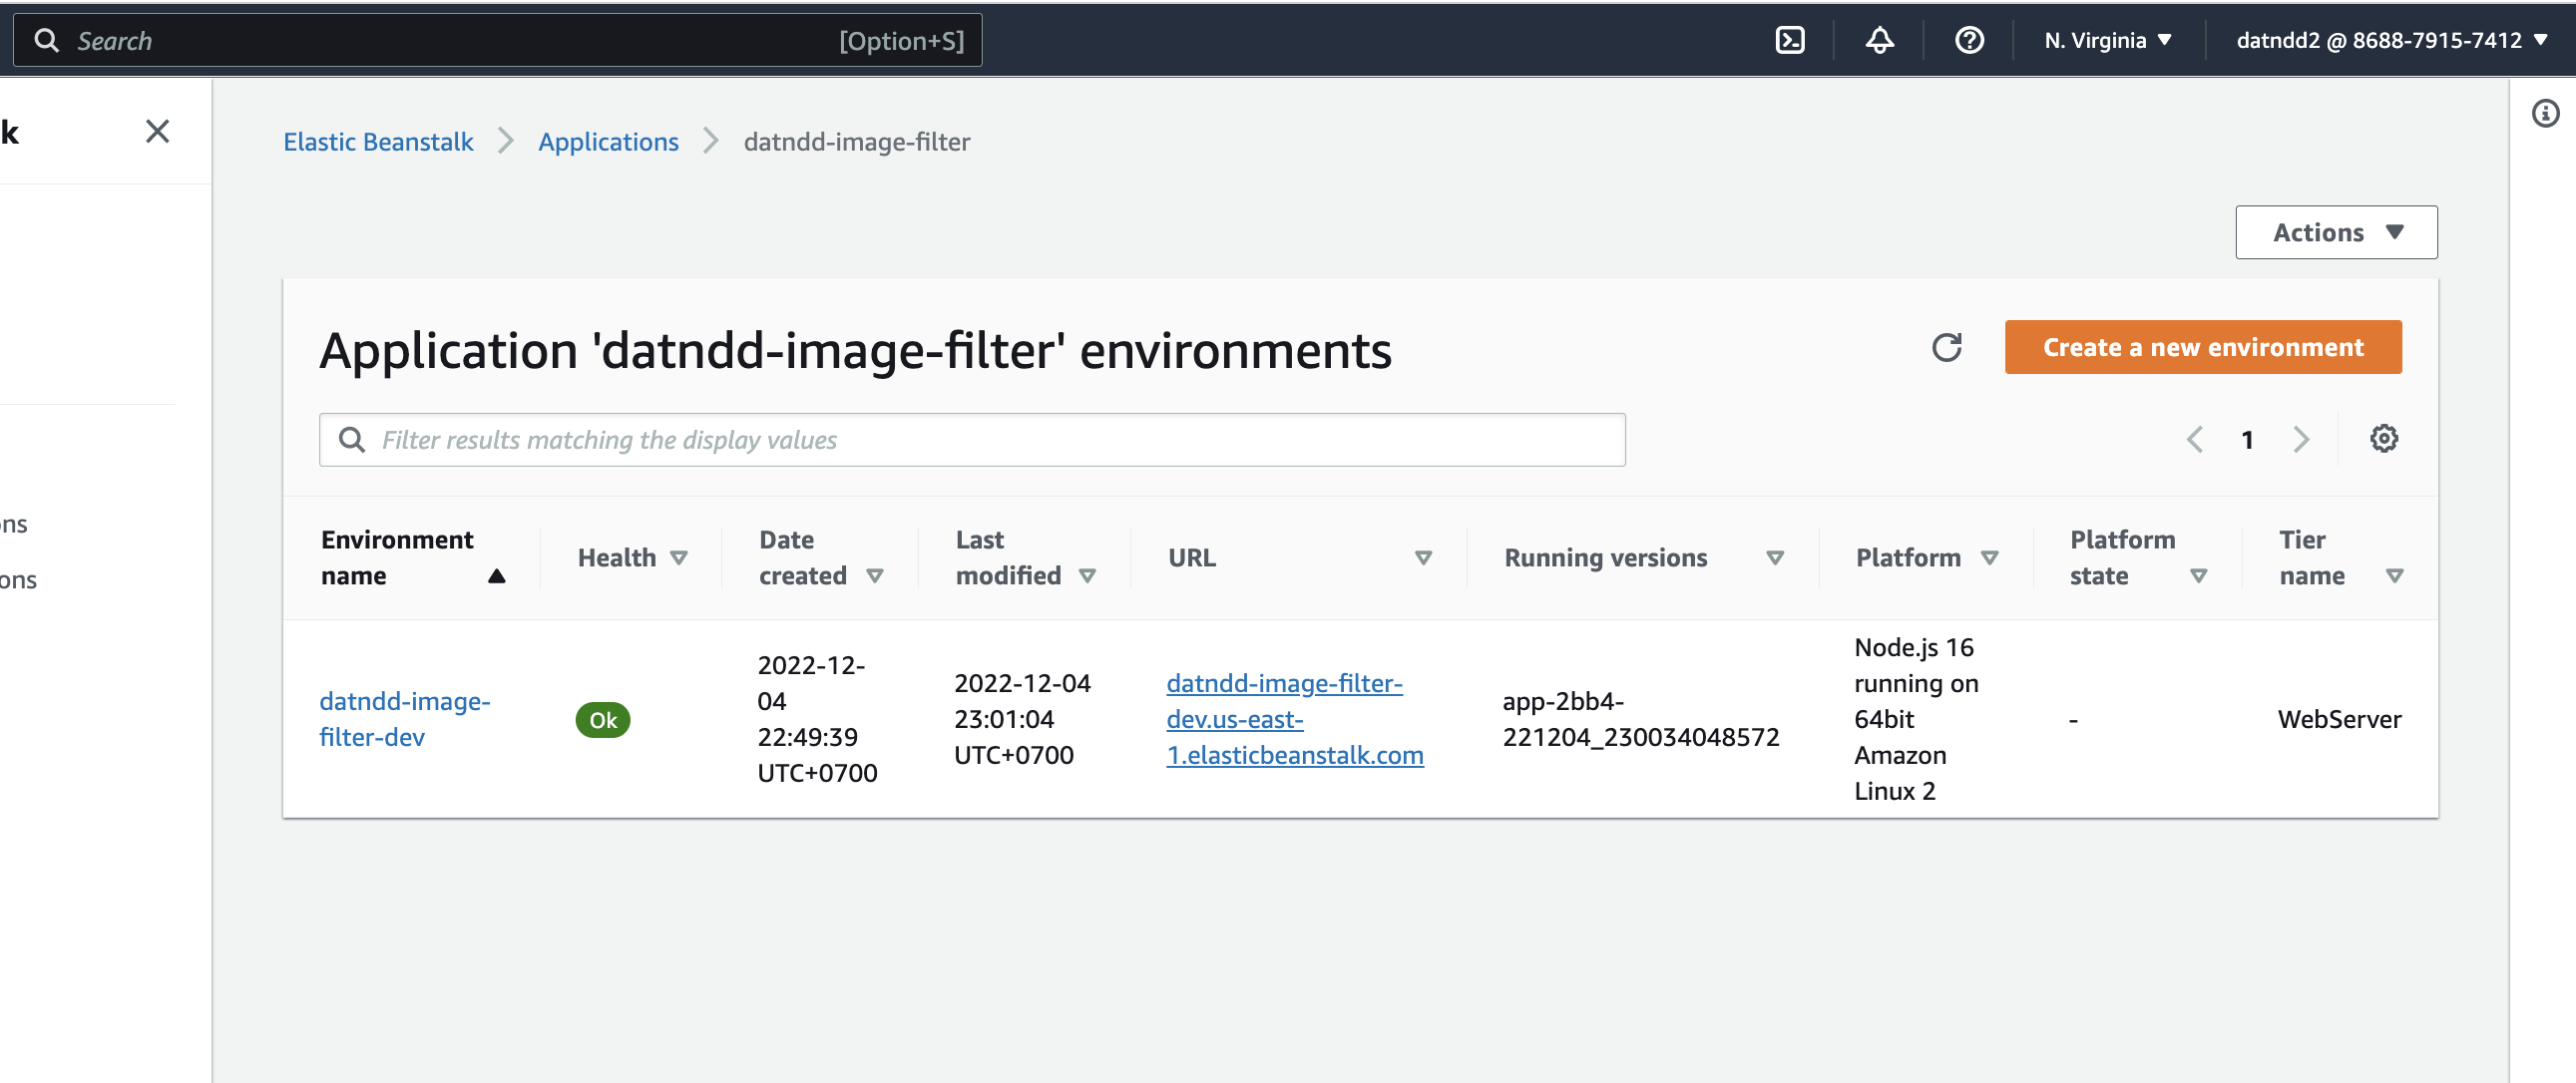 Search [Option+S] N. Virginia datndd2 @ 8688-7915-7412
k
Elastic Beanstalk Applications datndd-image-filter
Actions
Application 'datndd-image-filter' environments
Create a new environment
Filter results matching the display values
1
ons
ons
Environment name
Health
Date created
Last modified
URL
Running versions
Platform
Platform state
Tier name
datndd-image-
filter-dev
Ok
2022-12-
04
22:49:39
UTC+0700
2022-12-04
23:01:04
UTC+0700
datndd-image-filter-
dev.us-east-
1.elasticbeanstalk.com
app-2bb4-
221204_230034048572
Node.js 16
running on
64bit
Amazon
Linux 2
-
WebServer